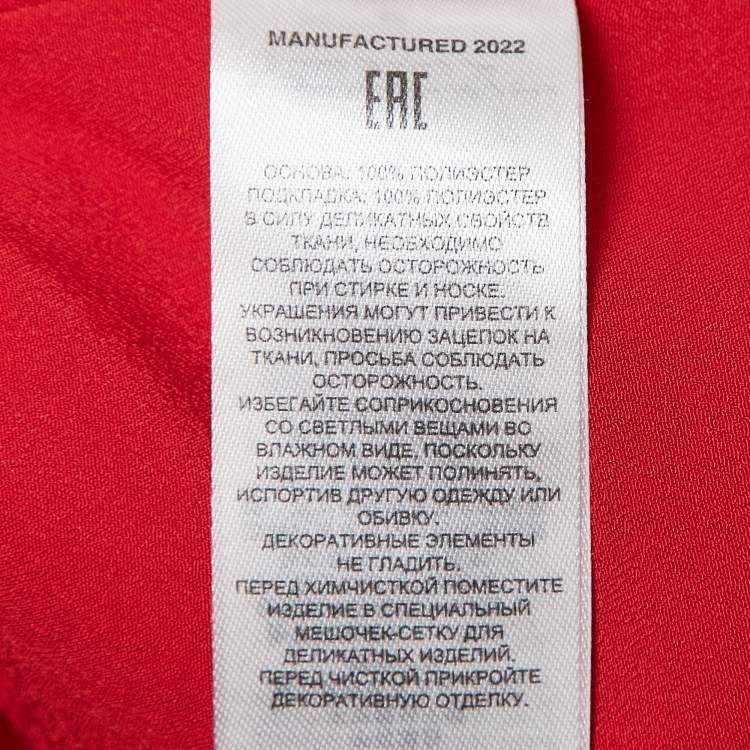 MANUFACTURED 2022
EAC
ОСНОВА: 100% ПОЛИЭСТЕР
ПОДКЛАДКА: 100% ПОЛИЭСТЕР
В СИЛУ ДЕЛИКАТНЫХ СВОЙСТВ
ТКАНИ, НЕОБХОДИМО
СОБЛЮДАТЬ ОСТОРОЖНОСТЬ
ПРИ СТИРКЕ И НОСКЕ.
УКРАШЕНИЯ МОГУТ ПРИВЕСТИ К
ВОЗНИКНОВЕНИЮ ЗАЦЕПОК НА
ТКАНИ, ПРОСЬБА СОБЛЮДАТЬ
ОСТОРОЖНОСТЬ.
ИЗБЕГАЙТЕ СОПРИКОСНОВЕНИЯ
СО СВЕТЛЫМИ ВЕЩАМИ ВО
ВЛАЖНОМ ВИДЕ, ПОСКОЛЬКУ
ИЗДЕЛИЕ МОЖЕТ ПОЛИНЯТЬ,
ИСПОРТИВ ДРУГУЮ ОДЕЖДУ ИЛИ
ОБИВКУ.
ДЕКОРАТИВНЫЕ ЭЛЕМЕНТЫ
НЕ ГЛАДИТЬ.
ПЕРЕД ХИМЧИСТКОЙ ПОМЕСТИТЕ
ИЗДЕЛИЕ В СПЕЦИАЛЬНЫЙ
МЕШОЧЕК-СЕТКУ ДЛЯ
ДЕЛИКАТНЫХ ИЗДЕЛИЙ.
ПЕРЕД ЧИСТКОЙ ПРИКРОЙТЕ
ДЕКОРАТИВНУЮ ОТДЕЛКУ.